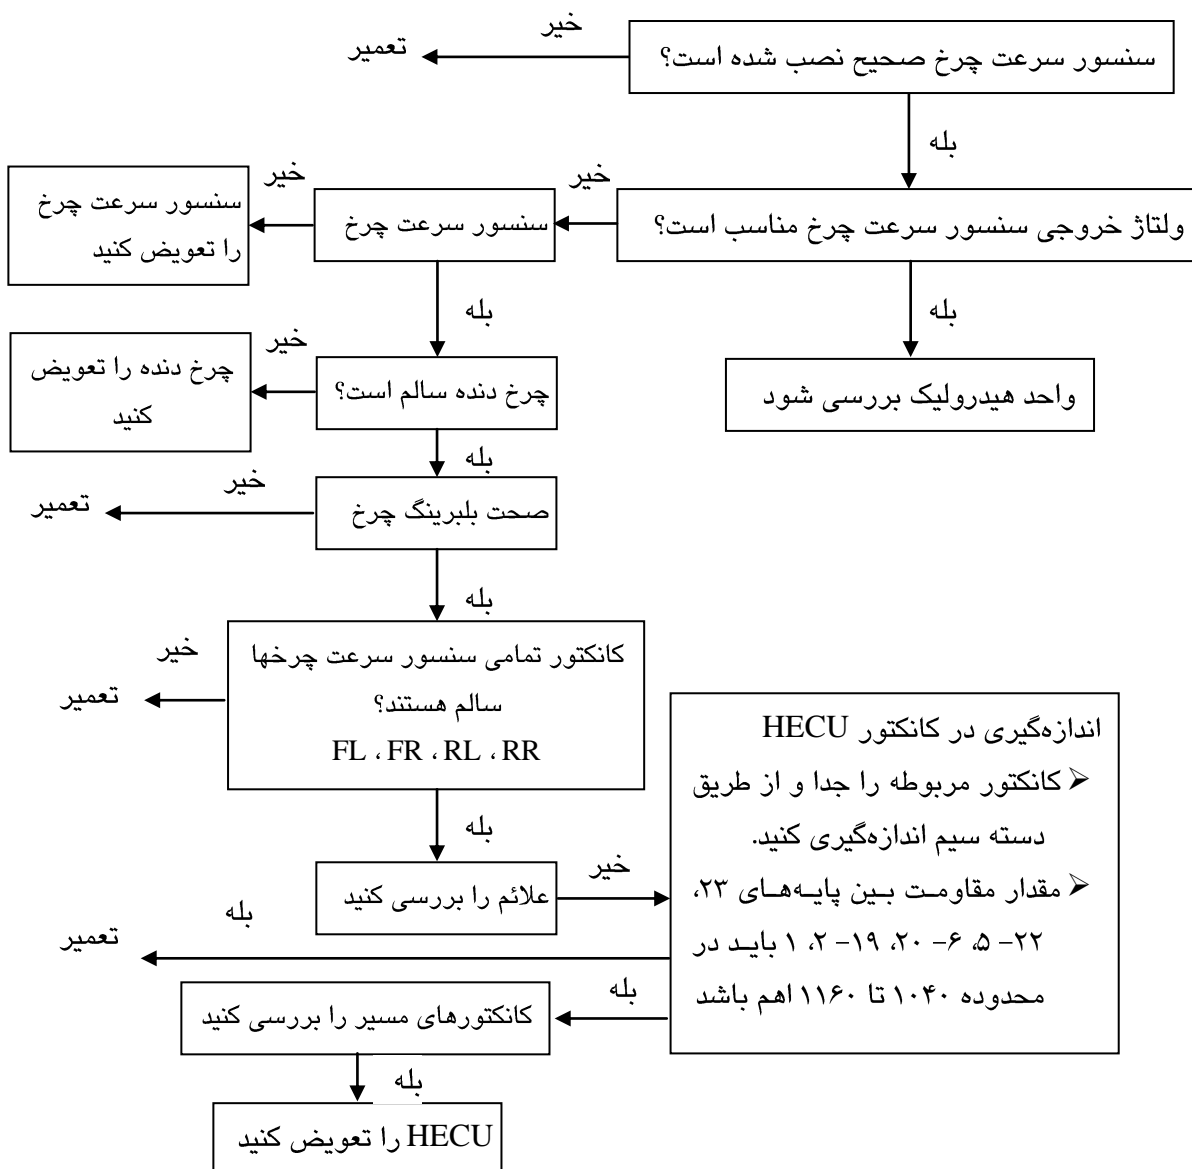 سنسور سرعت چرخ صحیح نصب شده است؟
خیر
تعمیر
بله
ولتاژ خروجی سنسور سرعت چرخ مناسب است؟
خیر
سنسور سرعت چرخ
خیر
سنسور سرعت چرخ
را تعویض کنید
بله
واحد هیدرولیک بررسی شود
بله
چرخ دنده سالم است؟
خیر
چرخ دنده را تعویض
کنید
بله
صحت بلبرینگ چرخ
خیر
تعمیر
بله
کانکتور تمامی سنسور سرعت چرخها
سالم هستند؟
FL ، FR ، RL ، RR
خیر
تعمیر
بله
علائم را بررسی کنید
خیر
اندازه‌گیری در کانکتور HECU
⮚ کانکتور مربوطه را جدا و از طریق
دسته سیم اندازه‌گیری کنید.
⮚ مقدار مقاومت بین پایه‌های ۲۳،
۲۲- ۵، ۶- ۲۰، ۱۹- ۲، ۱ باید در
محدوده ۱۰۴۰ تا ۱۱۶۰ اهم باشد
بله
تعمیر
بله
کانکتورهای مسیر را بررسی کنید
بله
HECU را تعویض کنید